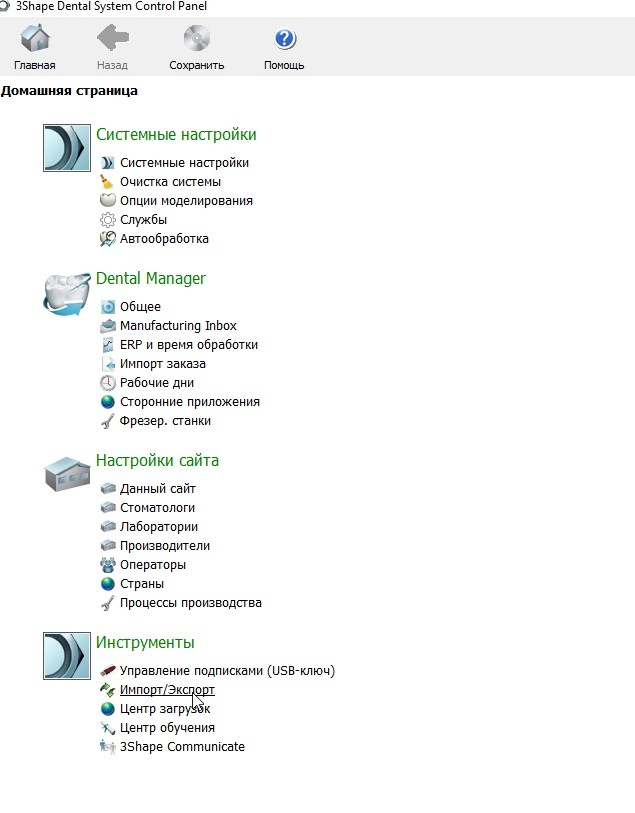 3Shape Dental System Control Panel
Главная Назад Сохранить Помощь
Домашняя страница
Системные настройки
Системные настройки
Очистка системы
Опции моделирования
Службы
Автообработка
Dental Manager
Общее
Manufacturing Inbox
ERP и время обработки
Импорт заказа
Рабочие дни
Сторонние приложения
Фрезер. станки
Настройки сайта
Данный сайт
Стоматологи
Лаборатории
Производители
Операторы
Страны
Процессы производства
Инструменты
Управление подписками (USB-ключ)
Импорт/Экспорт
Центр загрузок
Центр обучения
3Shape Communicate